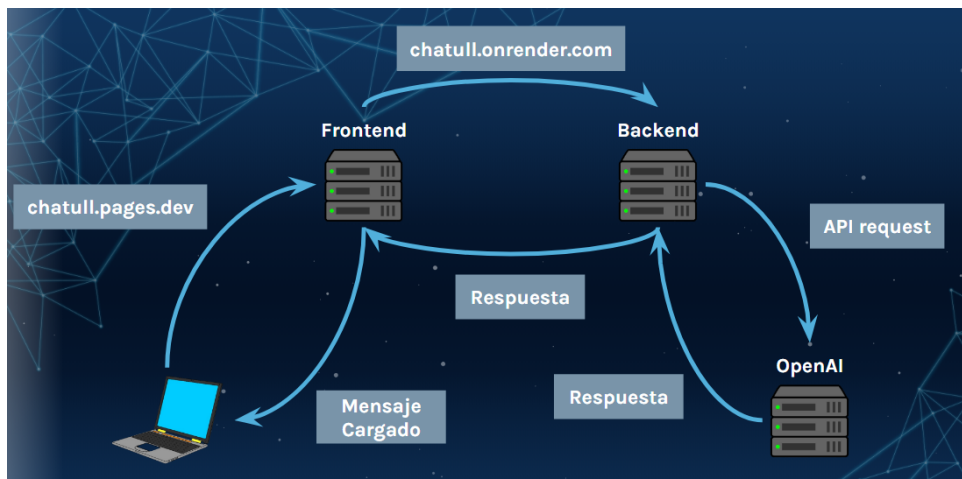 chatull.onrender.com
Frontend
Backend
chatull.pages.dev
API request
Respuesta
OpenAI
Respuesta
Mensaje
Cargado